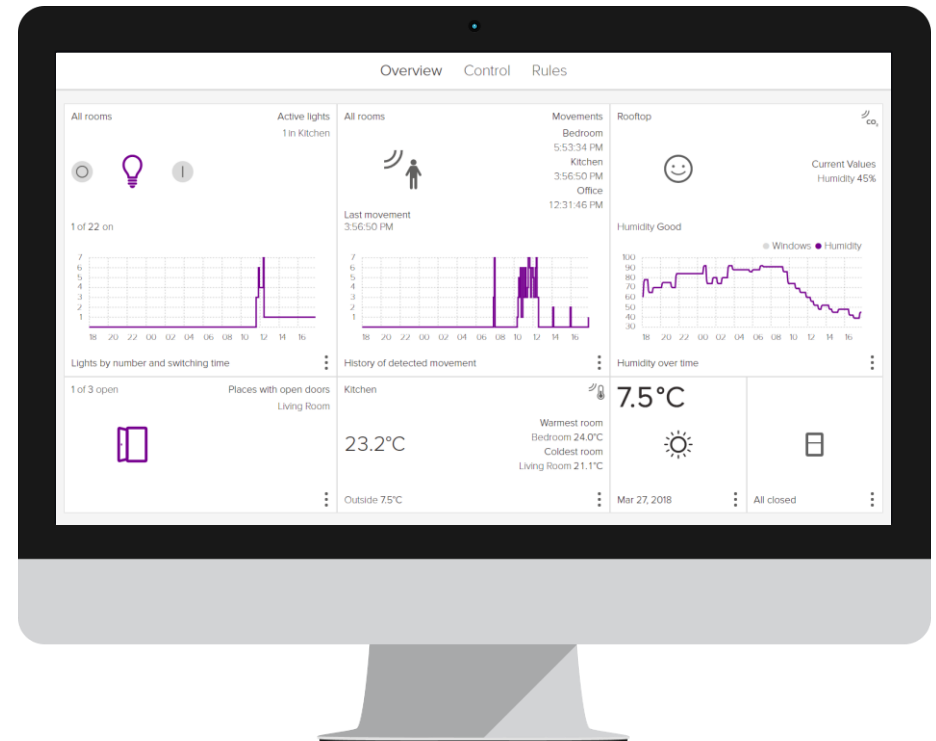 Overview Control Rules
All rooms
Active lights
1 in Kitchen
1 of 22 on
7
6
5
4
3
2
1
18 20 22 00 02 04 06 08 10 12 14 16
Lights by number and switching time
All rooms
Movements
Bedroom
5:53:34 PM
Kitchen
3:56:50 PM
Office
12:31:46 PM
Last movement
3:56:50 PM
7
6
5
4
3
2
1
18 20 22 00 02 04 06 08 10 12 14 16
History of detected movement
Rooftop
CO₂
Current Values
Humidity 45%
Humidity Good
Windows Humidity
100
90
80
70
60
50
40
30
18 20 22 00 02 04 06 08 10 12 14 16
Humidity over time
1 of 3 open
Places with open doors
Living Room
Kitchen
23.2°C
Warmest room
Bedroom 24.0°C
Coldest room
Living Room 21.1°C
Outside 7.5°C
7.5°C
Mar 27, 2018
All closed